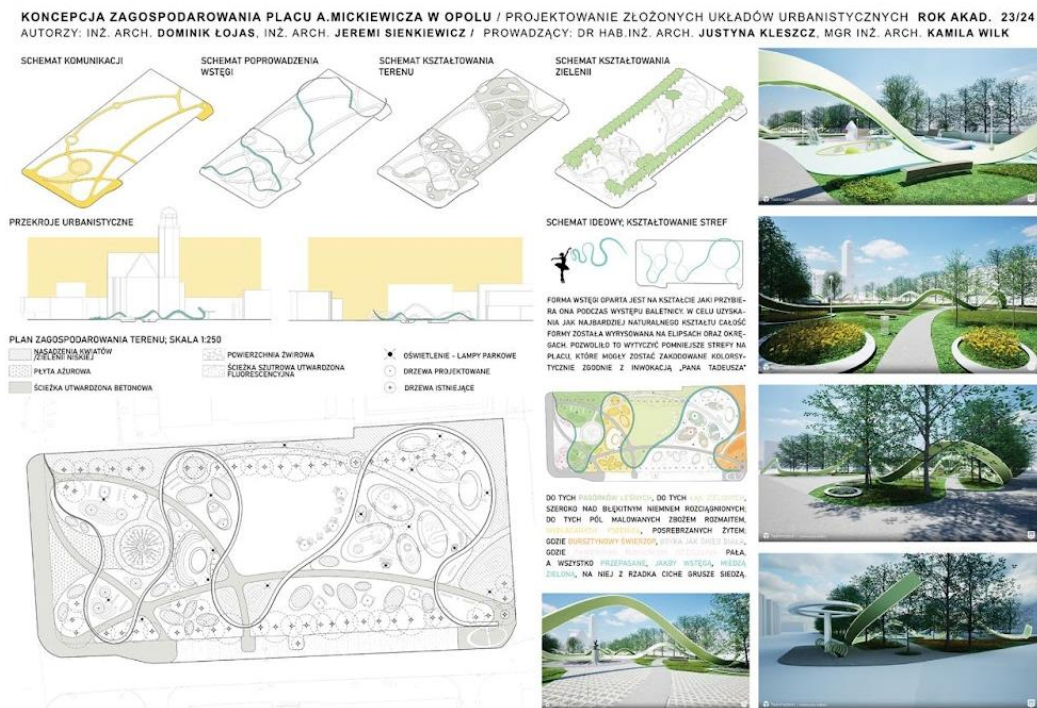 KONCEPCJA ZAGOSPODAROWANIA PLACU A.MICKIEWICZA W OPOLU / PROJEKTOWANIE ZŁOŻONYCH UKŁADÓW URBANISTYCZNYCH ROK AKAD. 23/24
AUTORZY: INŻ. ARCH. DOMINIK ŁOJAS, INŻ. ARCH. JEREMI SIENKIEWICZ / PROWADZĄCY: DR HAB.INŻ. ARCH. JUSTYNA KLESZCZ, MGR INŻ. ARCH. KAMILA WILK
SCHEMAT KOMUNIKACJI
SCHEMAT POPROWADZENIA
WSTĘGI
SCHEMAT KSZTAŁTOWANIA
TERENU
SCHEMAT KSZTAŁTOWANIA
ZIELENII
PRZEKROJE URBANISTYCZNE
SCHEMAT IDEOWY; KSZTAŁTOWANIE STREF
FORMA WSTĘGI OPARTA JEST NA KSZTAŁCIE JAKI PRZYBIE-
RA ONA PODCZAS WYSTĘPU BALETNICY. W CELU UZYSKA-
NIA JAK NAJBARDZIEJ NATURALNEGO KSZTAŁTU CAŁOŚĆ
FORMY ZOSTAŁA WYRYSOWANA NA ELIPSACH ORAZ OKRĘ-
GACH. POZWOLIŁO TO WYTYCZYĆ POMNIEJSZE STREFY NA
PLACU, KTÓRE MOGŁY ZOSTAĆ ZAKODOWANE KOLORSY-
TYCZNIE ZGODNIE Z INWOKACJĄ „PANA TADEUSZA"
PLAN ZAGOSPODAROWANIA TERENU; SKALA 1:250
NASADZENIA KWIATÓW
/ZIELENII NISKIEJ
PŁYTA AŻUROWA
ŚCIEŻKA UTWARDZONA BETONOWA
POWIERZCHNIA ŻWIROWA
ŚCIEŻKA SZUTROWA UTWARDZONA
FLUORESCENCYJNA
OŚWIETLENIE - LAMPY PARKOWE
DRZEWA PROJEKTOWANE
DRZEWA ISTNIEJĄCE
DO TYCH PAGÓRKÓW LEŚNYCH, DO TYCH ŁĄK ZIELONYCH,
SZEROKO NAD BŁĘKITNYM NIEMNEM ROZCIĄGNIONYCH;
DO TYCH PÓL MALOWANYCH ZBOŻEM ROZMAITEM,
WYZŁACANYCH PSZENICĄ, POSREBRZANYCH ŻYTEM;
GDZIE BURSZTYNOWY ŚWIERZOP, GRYKA JAK ŚNIEG BIAŁA,
GDZIE PAŁA,
A WSZYSTKO PRZEPASANE, JAKBY WSTĘGĄ, MIEDZĄ
ZIELONĄ, NA NIEJ Z RZADKA CICHE GRUSZE SIEDZĄ.